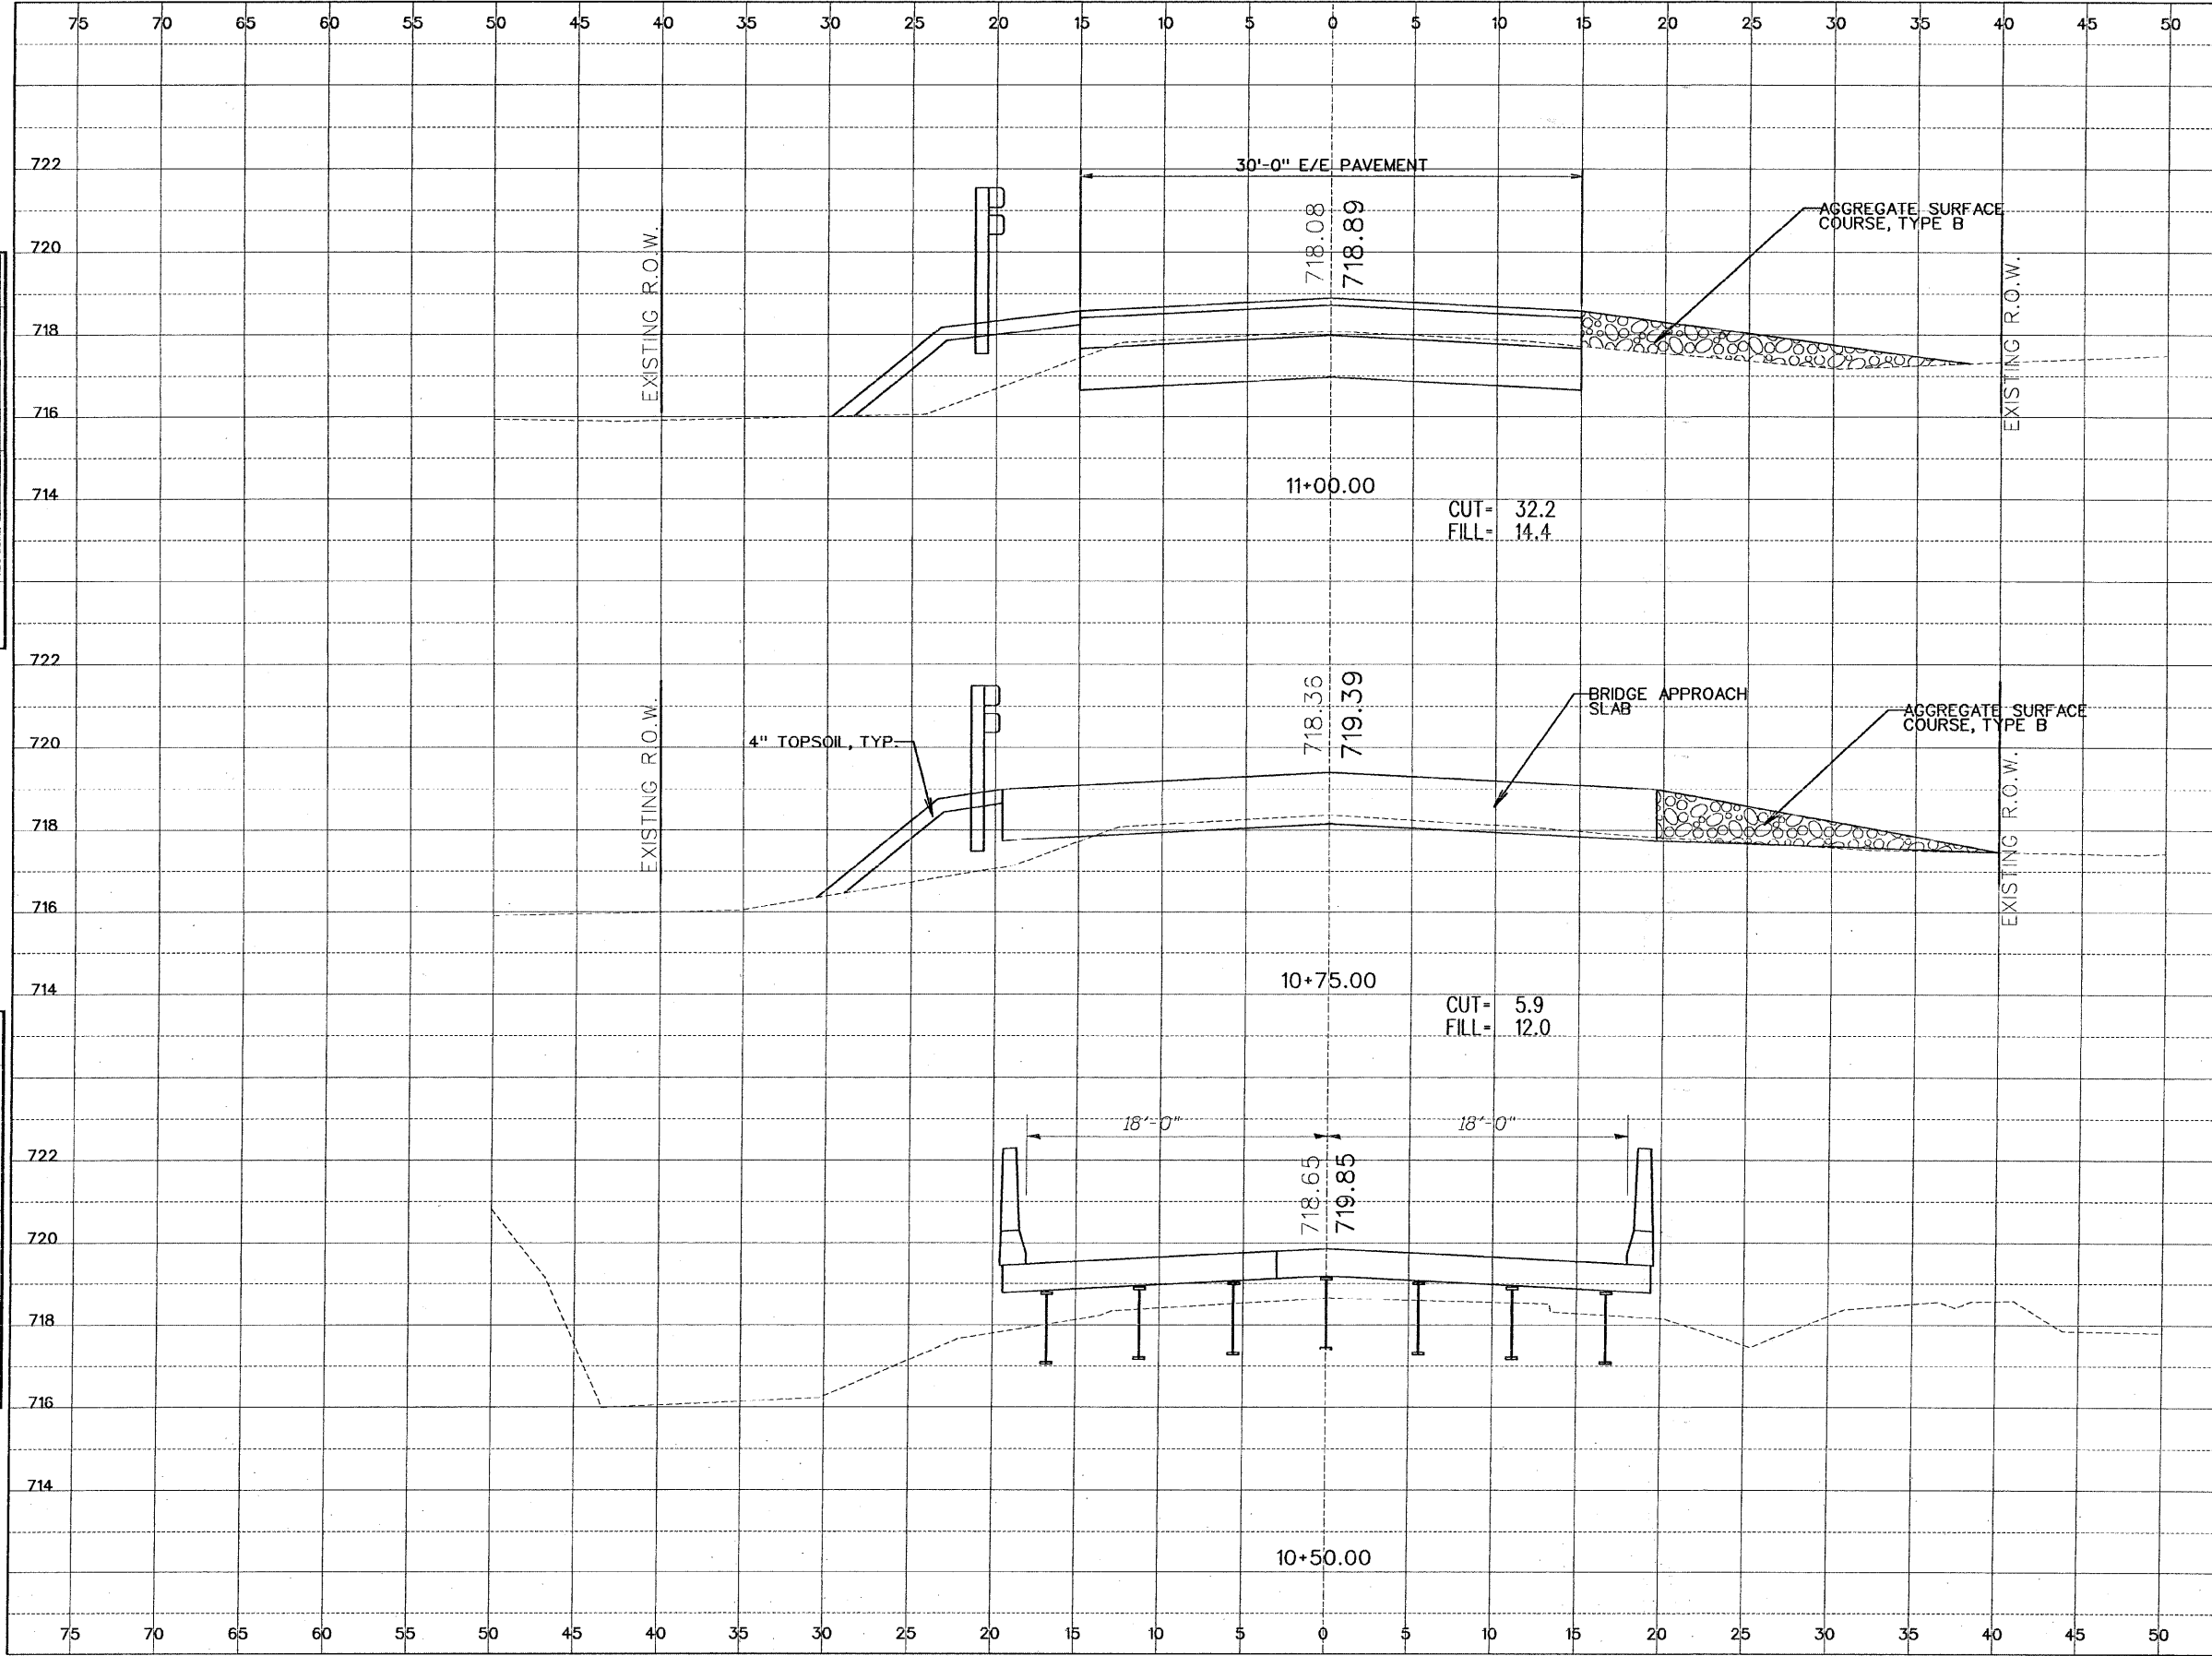 75 70 65 60 55 50 45 40 35 30 25 20 15 10 5 0 5 10 15 20 25 30 35 40 45 50
722
30'-0" E/E PAVEMENT
AGGREGATE SURFACE
COURSE, TYPE B
718.08
718.89
720
EXISTING R.O.W.
EXISTING R.O.W.
718
716
714
11+00.00
CUT= 32.2
FILL= 14.4
722
718.36
719.39
BRIDGE APPROACH
SLAB
AGGREGATE SURFACE
COURSE, TYPE B
720
4" TOPSOIL, TYP.
EXISTING R.O.W.
EXISTING R.O.W.
718
716
714
10+75.00
CUT= 5.9
FILL= 12.0
18'-0"
18'-0"
722
718.65
719.85
720
718
716
714
10+50.00
75 70 65 60 55 50 45 40 35 30 25 20 15 10 5 0 5 10 15 20 25 30 35 40 45 50